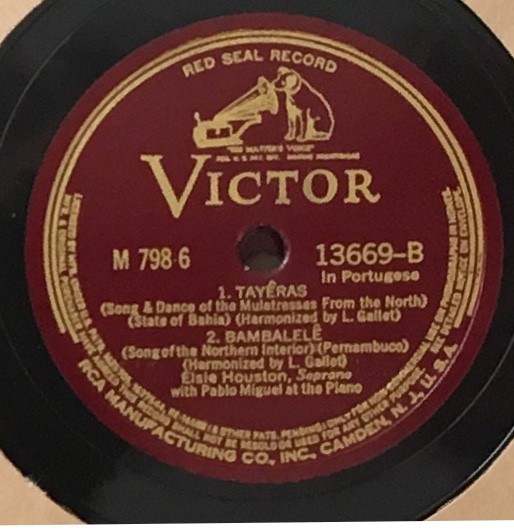 RED SEAL RECORD
"HIS MASTER'S VOICE"
VICTOR
M 798-6
13669-B
In Portugese
1. TAYÊRAS
(Song & Dance of the Mulatresses From the North)
(State of Bahia) (Harmonized by L. Gallet)
2. BAMBALELÊ
(Song of the Northern Interior) (Pernambuco)
(Harmonized by L. Gallet)
Elsie Houston, Soprano
with Pablo Miguel at the Piano
RCA MANUFACTURING CO., INC., CAMDEN, N. J., U. S. A.